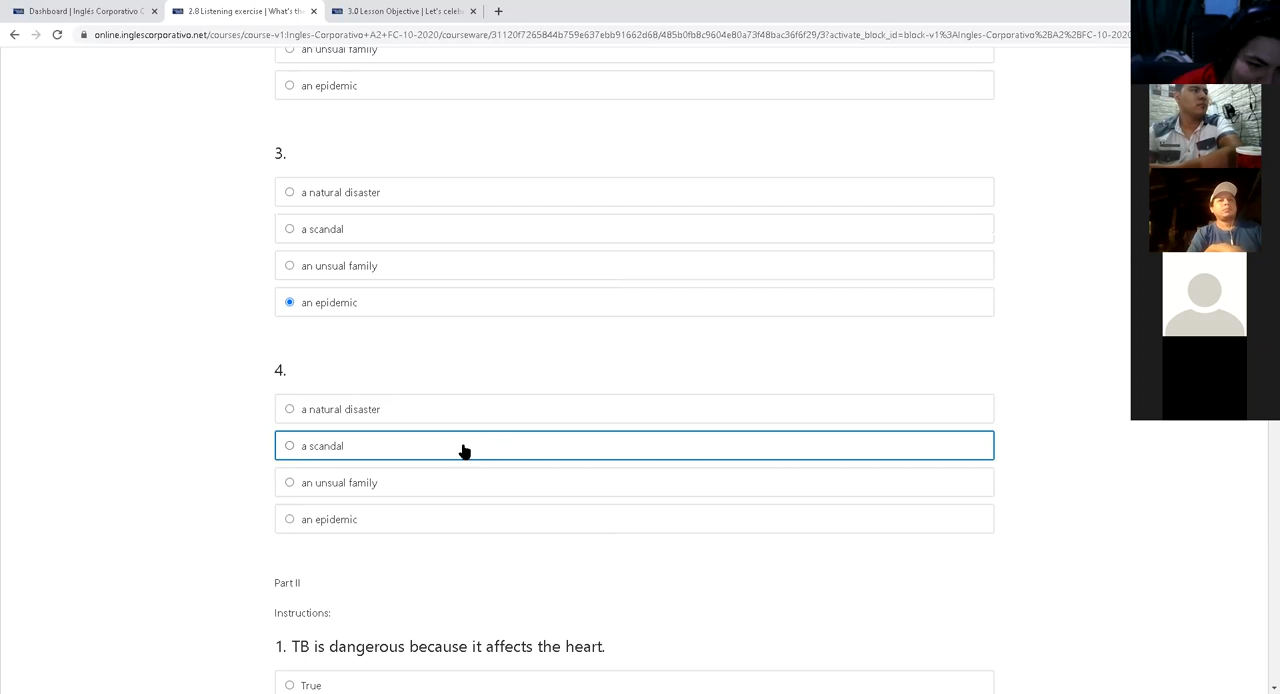 Dashboard | Inglés Corporativo
2.8 Listening exercise | What's the
3.0 Lesson Objective | Let's celeb
online.inglescorporativo.net/courses/course-v1:Ingles-Corporativo+A2+FC-10-2020/courseware/31120f7265844b759e637ebb91662d68/485b0fb8c9604e80a73f48bac36f6f29/3?activate_block_id=block-v1%3AIngles-Corporativo%2BA2%2BFC-10-2020
an unusual family
an epidemic
3.
a natural disaster
a scandal
an unsual family
an epidemic
4.
a natural disaster
a scandal
an unsual family
an epidemic
Part II
Instructions:
1. TB is dangerous because it affects the heart.
True